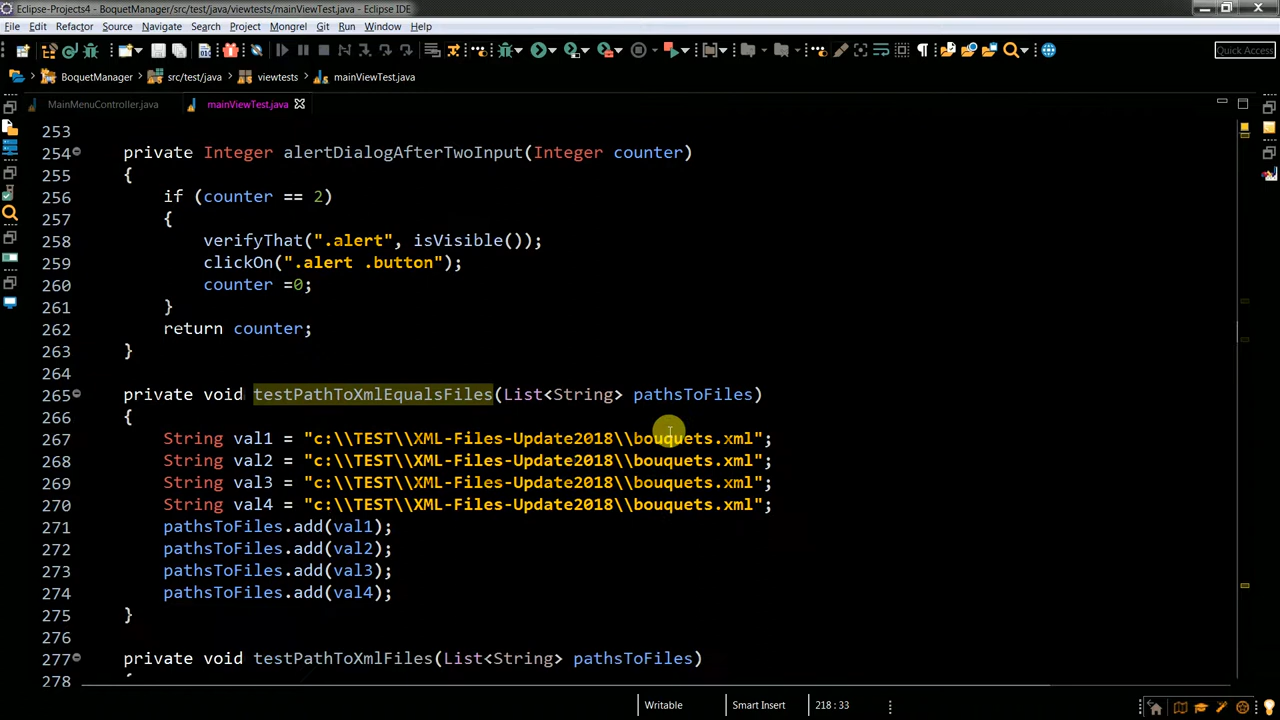 Eclipse-Projects4 - BoquetManager/src/test/java/viewtests/mainViewTest.java - Eclipse IDE
File Edit Refactor Source Navigate Search Project Mongrel Git Run Window Help
Quick Access
BoquetManager src/test/java viewtests mainViewTest.java
MainMenuController.java mainViewTest.java
253
254 private Integer alertDialogAfterTwoInput(Integer counter)
255 {
256 if (counter == 2)
257 {
258 verifyThat(".alert", isVisible());
259 clickOn(".alert .button");
260 counter =0;
261 }
262 return counter;
263 }
264
265 private void testPathToXmlEqualsFiles(List<String> pathsToFiles)
266 {
267 String val1 = "c:\\TEST\\XML-Files-Update2018\\bouquets.xml";
268 String val2 = "c:\\TEST\\XML-Files-Update2018\\bouquets.xml";
269 String val3 = "c:\\TEST\\XML-Files-Update2018\\bouquets.xml";
270 String val4 = "c:\\TEST\\XML-Files-Update2018\\bouquets.xml";
271 pathsToFiles.add(val1);
272 pathsToFiles.add(val2);
273 pathsToFiles.add(val3);
274 pathsToFiles.add(val4);
275 }
276
277 private void testPathToXmlFiles(List<String> pathsToFiles)
278
Writable Smart Insert 218 : 33